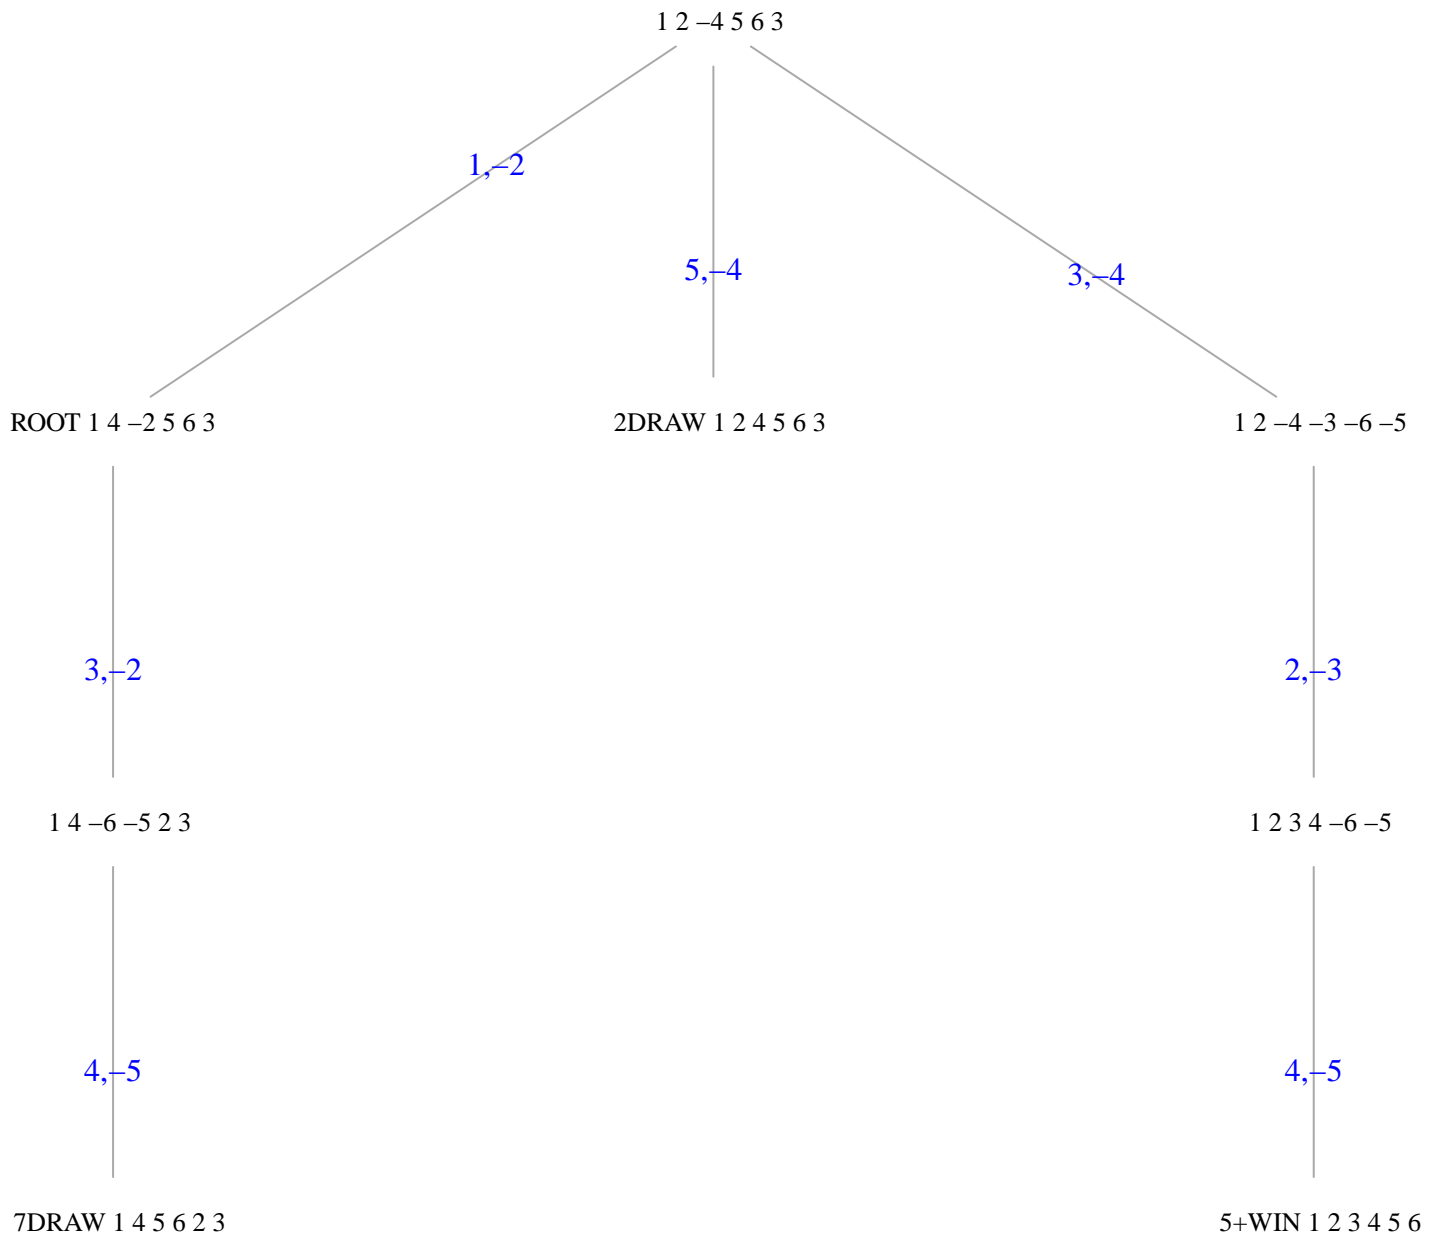 1 2 –4 5 6 3
1,–2
5,–4
3,–4
ROOT 1 4 –2 5 6 3
2DRAW 1 2 4 5 6 3
1 2 –4 –3 –6 –5
3,–2
2,–3
1 4 –6 –5 2 3
1 2 3 4 –6 –5
4,–5
4,–5
7DRAW 1 4 5 6 2 3
5+WIN 1 2 3 4 5 6